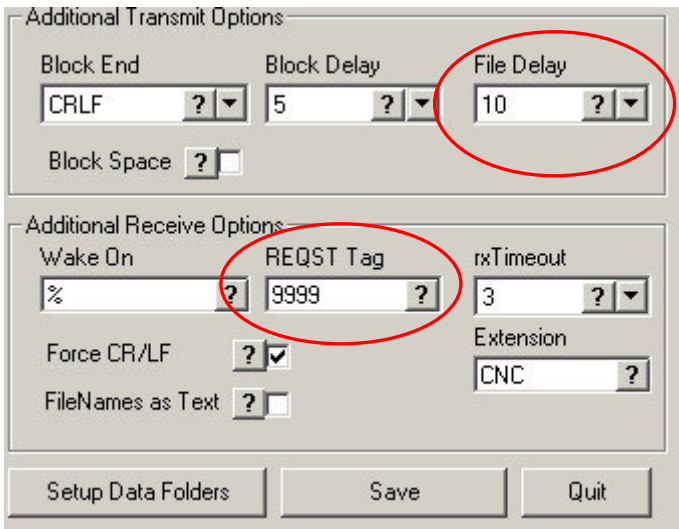 Additional Transmit Options
Block End Block Delay File Delay
CRLF ? 5 ? 10 ?
Block Space ?
Additional Receive Options
Wake On REQST Tag rxTimeout
% ? 9999 ? 3 ?
Force CR/LF ? Extension
CNC ?
FileNames as Text ?
Setup Data Folders Save Quit